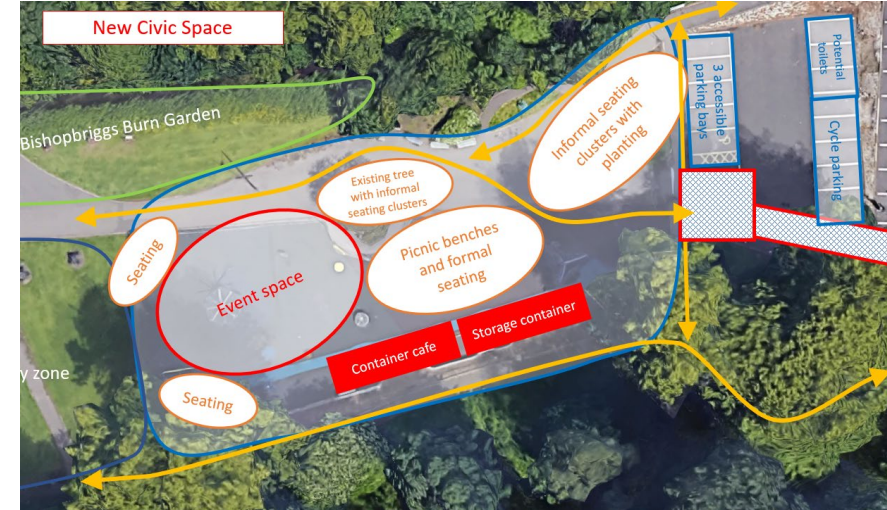 New Civic Space
Bishopbriggs Burn Garden
Informal seating
clusters with
planting
3 accessible
parking bays
Potential
toilets
Cycle parking
Existing tree
with informal
seating clusters
Seating
Event space
Picnic benches
and formal
seating
Container cafe
Storage container
y zone
Seating